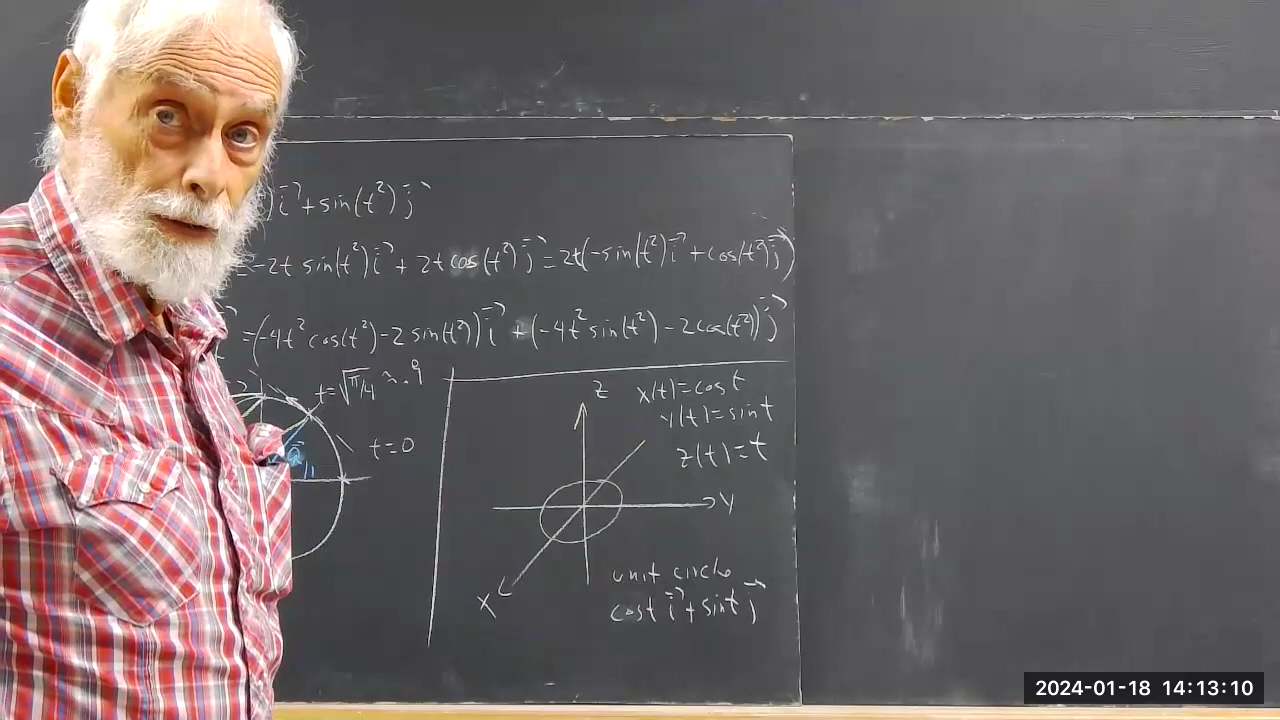 )i⃗ + sin(t²)j⃗
= -2t sin(t²)i⃗ + 2t cos(t²)j⃗ = 2t(-sin(t²)i⃗ + cos(t²)j⃗)
= (-4t² cos(t²) - 2 sin(t²))i⃗ + (-4t² sin(t²) - 2 cos(t²))j⃗
t = √π/4 ≈ .9
t = 0
a⃗
z
x(t) = cos t
y(t) = sin t
z(t) = t
y
x
unit circle
cos t i⃗ + sin t j⃗
2024-01-18 14:13:10